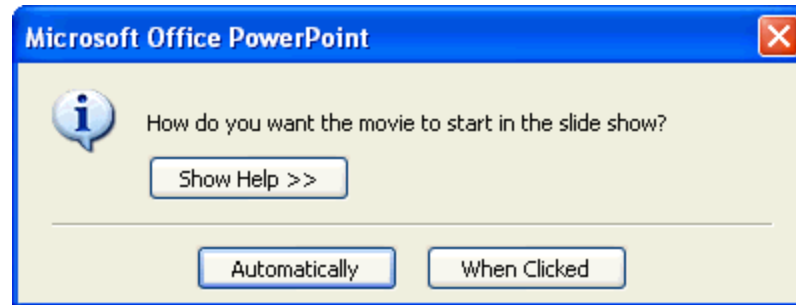 Microsoft Office PowerPoint
How do you want the movie to start in the slide show?
Show Help >>
Automatically
When Clicked